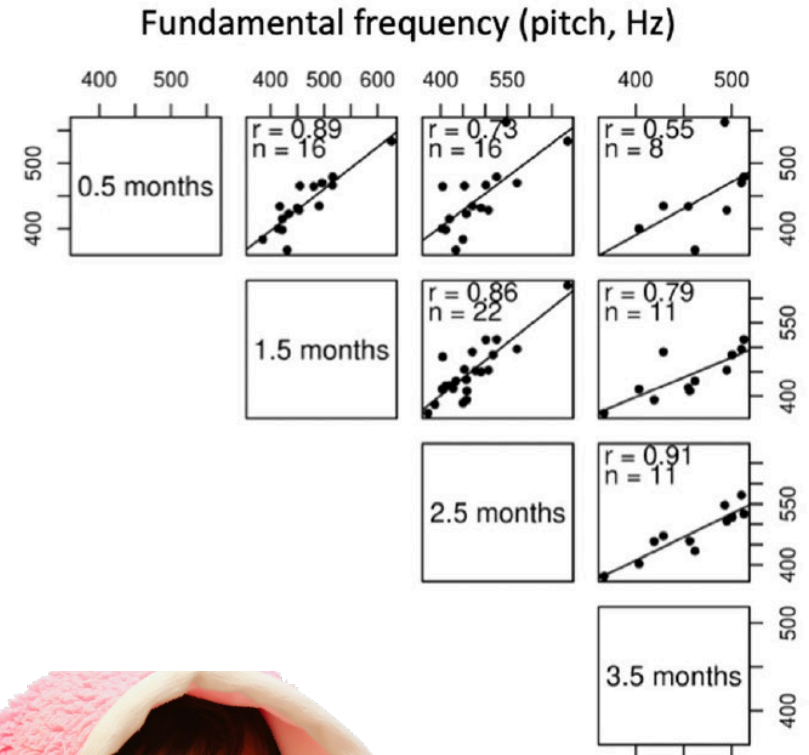 Fundamental frequency (pitch, Hz)
400 500 400 500 600 400 550 400 500
0.5 months
r = 0.89
n = 16
r = 0.73
n = 16
r = 0.55
n = 8
500
400
500
400
1.5 months
r = 0.86
n = 22
r = 0.79
n = 11
550
400
2.5 months
r = 0.91
n = 11
550
400
3.5 months
500
400